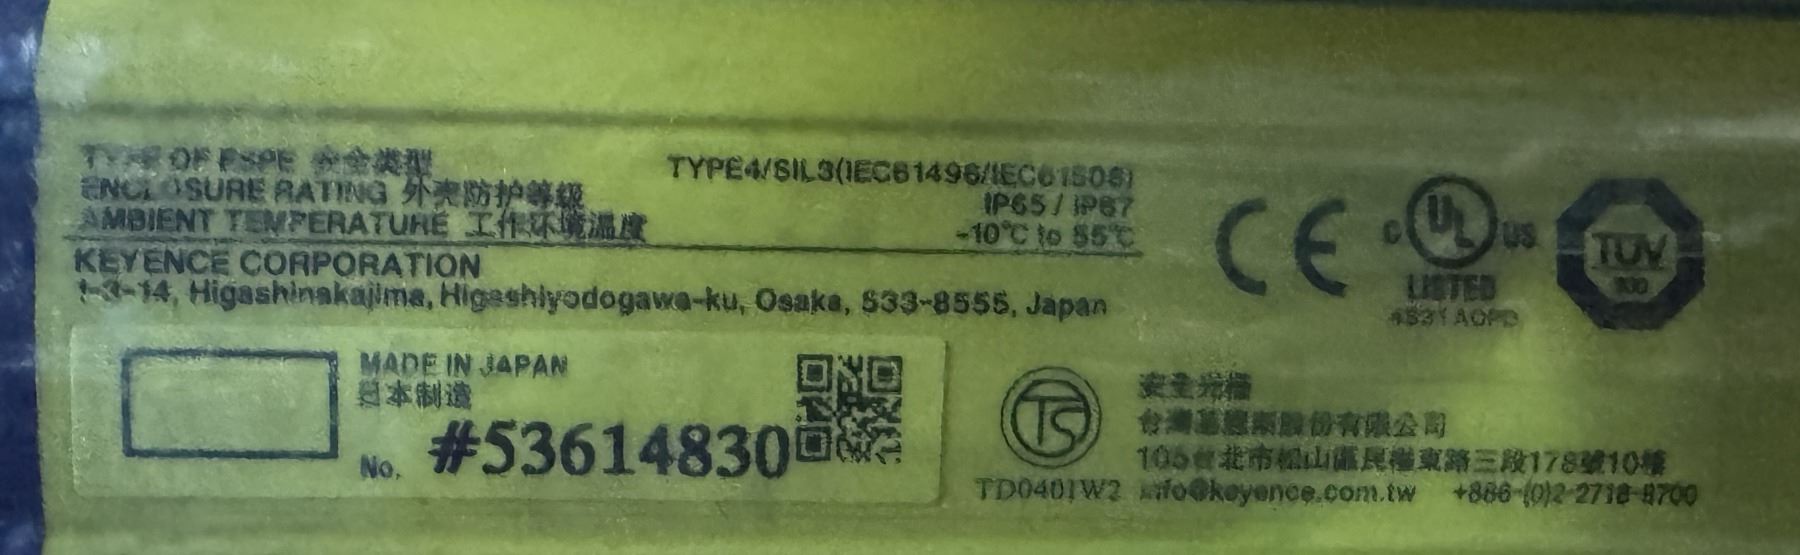 TYPE OF ESPE 安全类型
TYPE4/SIL3(IEC61496/IEC61508)
ENCLOSURE RATING 外壳防护等级
IP65 / IP67
AMBIENT TEMPERATURE 工作环境温度
-10°C to 55°C
KEYENCE CORPORATION
1-3-14, Higashinakajima, Higashiyodogawa-ku, Osaka, 533-8555, Japan
CE
C UL US
LISTED
4B31 AOPD
TÜV
MADE IN JAPAN
日本制造
No. #53614830
TS
TD0401W2
安全光柵
台灣基恩斯股份有限公司
105台北市松山區民權東路三段178號10樓
info@keyence.com.tw +886-(0)2-2718-8700